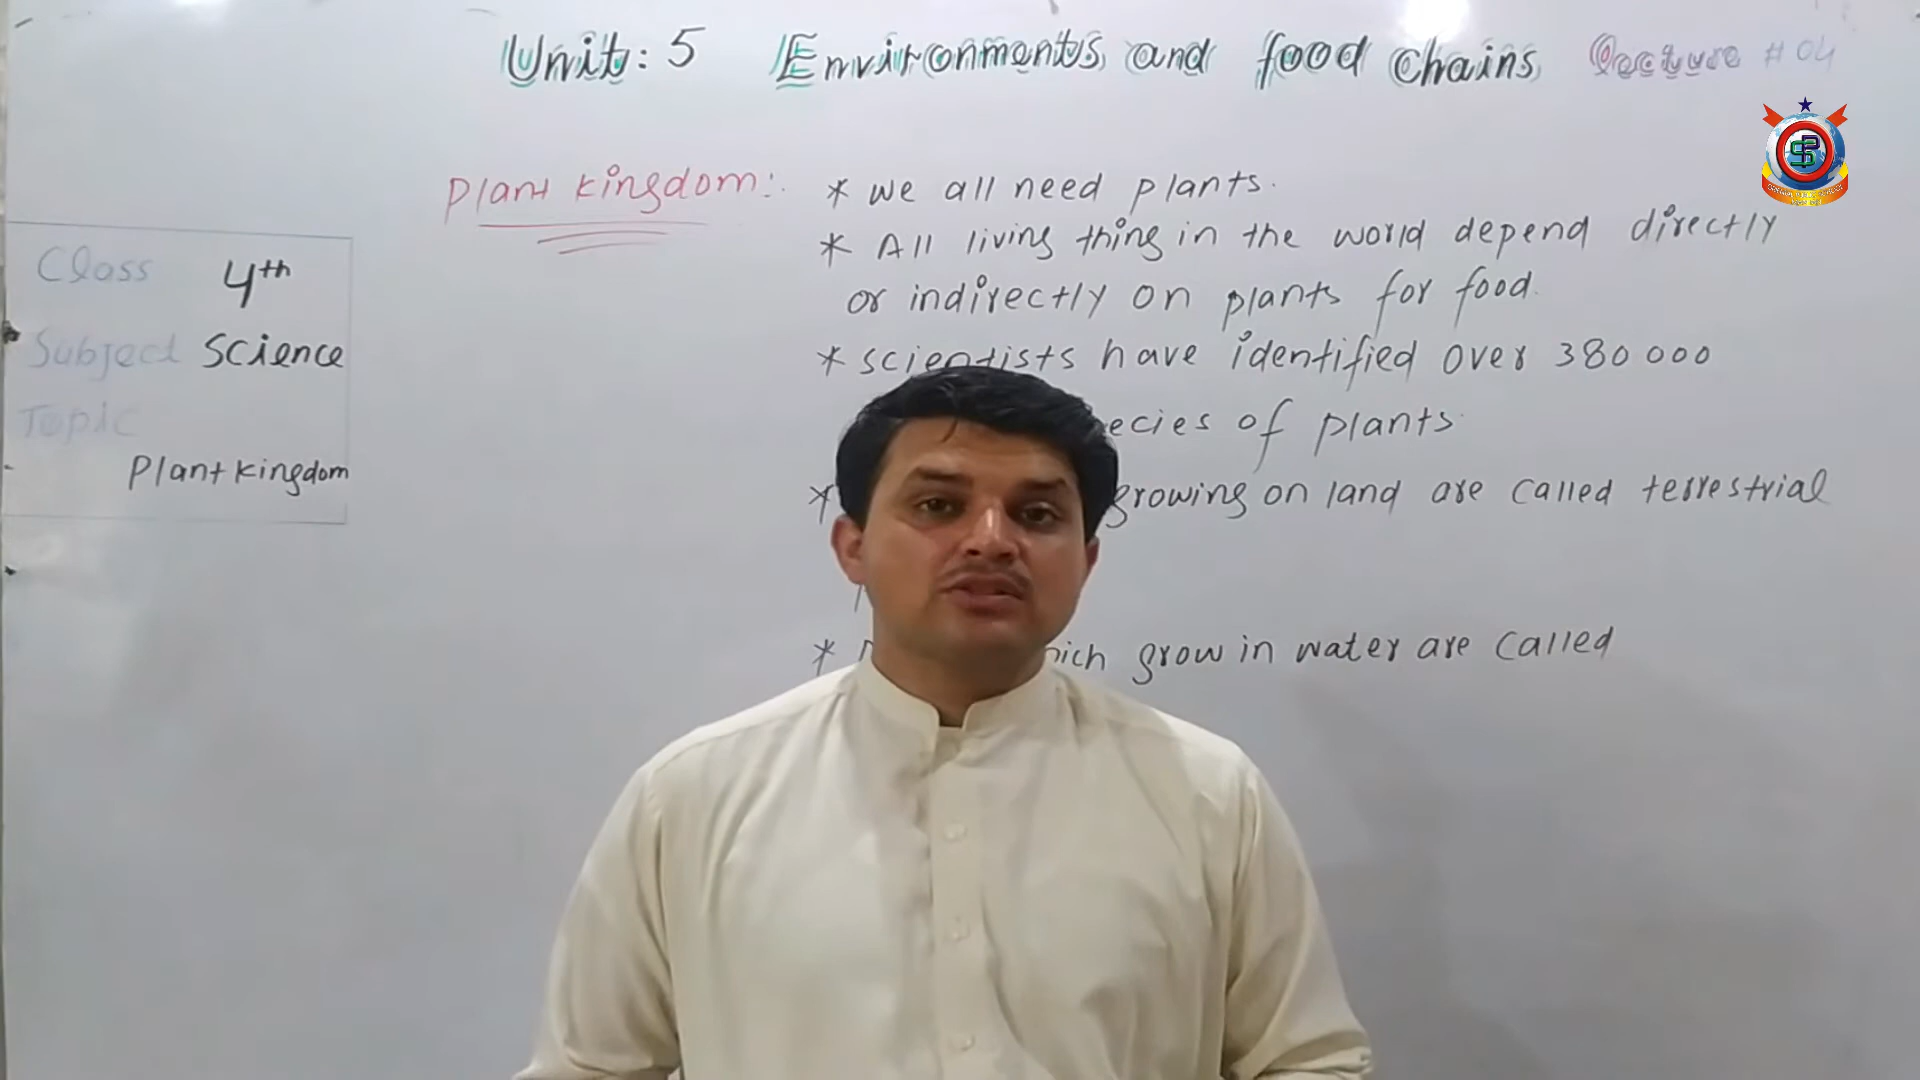 Unit: 5 Environments and food Chains Lecture # 04
Plant kingdom:
* we all need plants.
* All living thing in the world depend directly
or indirectly on plants for food.
* scientists have identified over 380 000
ecies of plants
* growing on land are called terrestrial
* ich grow in water are called
Class 4th
Subject Science
Topic
Plant kingdom